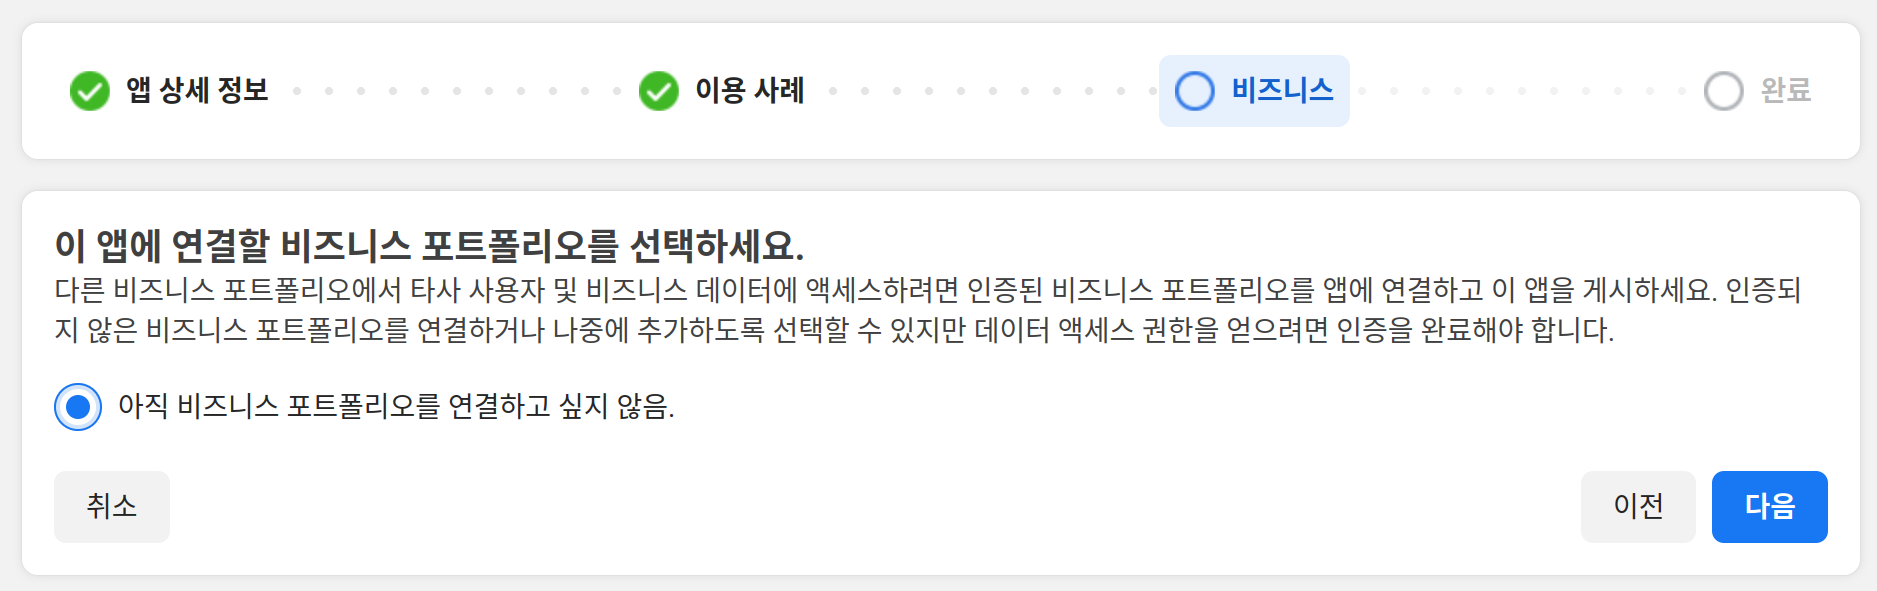 앱 상세 정보
이용 사례
비즈니스
완료
이 앱에 연결할 비즈니스 포트폴리오를 선택하세요.
다른 비즈니스 포트폴리오에서 타사 사용자 및 비즈니스 데이터에 액세스하려면 인증된 비즈니스 포트폴리오를 앱에 연결하고 이 앱을 게시하세요. 인증되
지 않은 비즈니스 포트폴리오를 연결하거나 나중에 추가하도록 선택할 수 있지만 데이터 액세스 권한을 얻으려면 인증을 완료해야 합니다.
아직 비즈니스 포트폴리오를 연결하고 싶지 않음.
취소
이전
다음